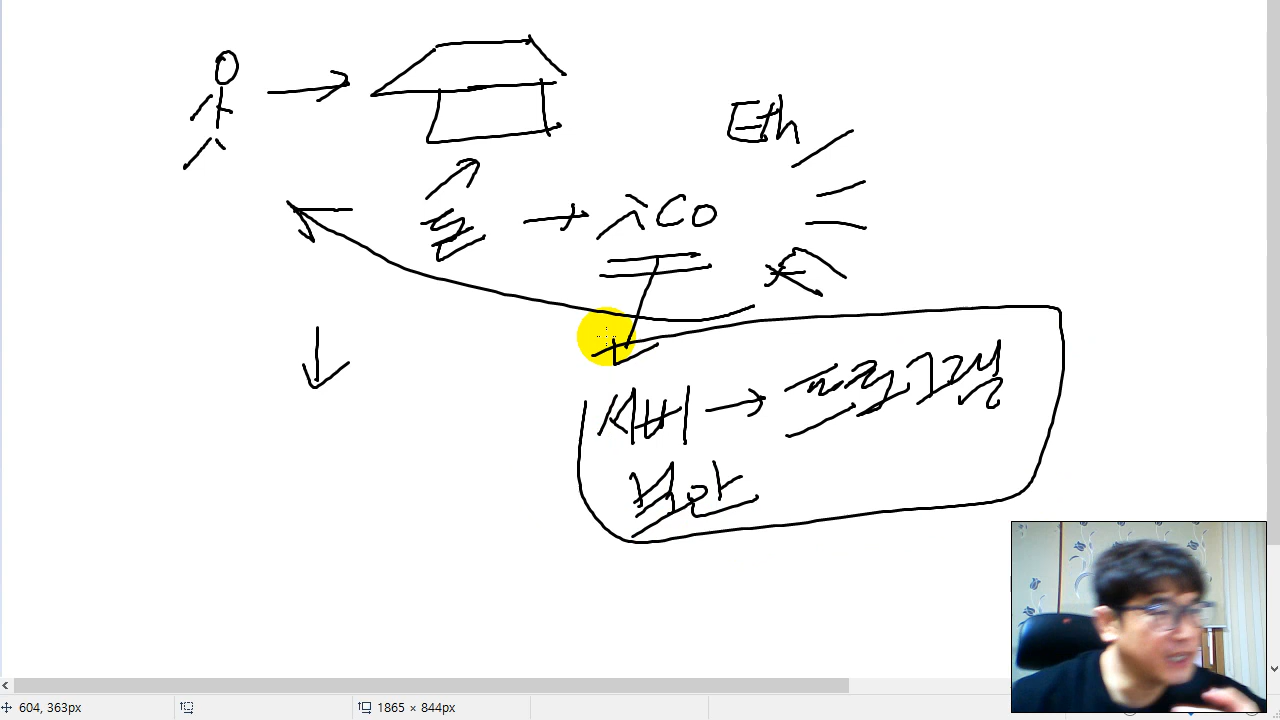 Eth
돈 → ICO
서버 → 프로그램
보안
604, 363px
1865 × 844px